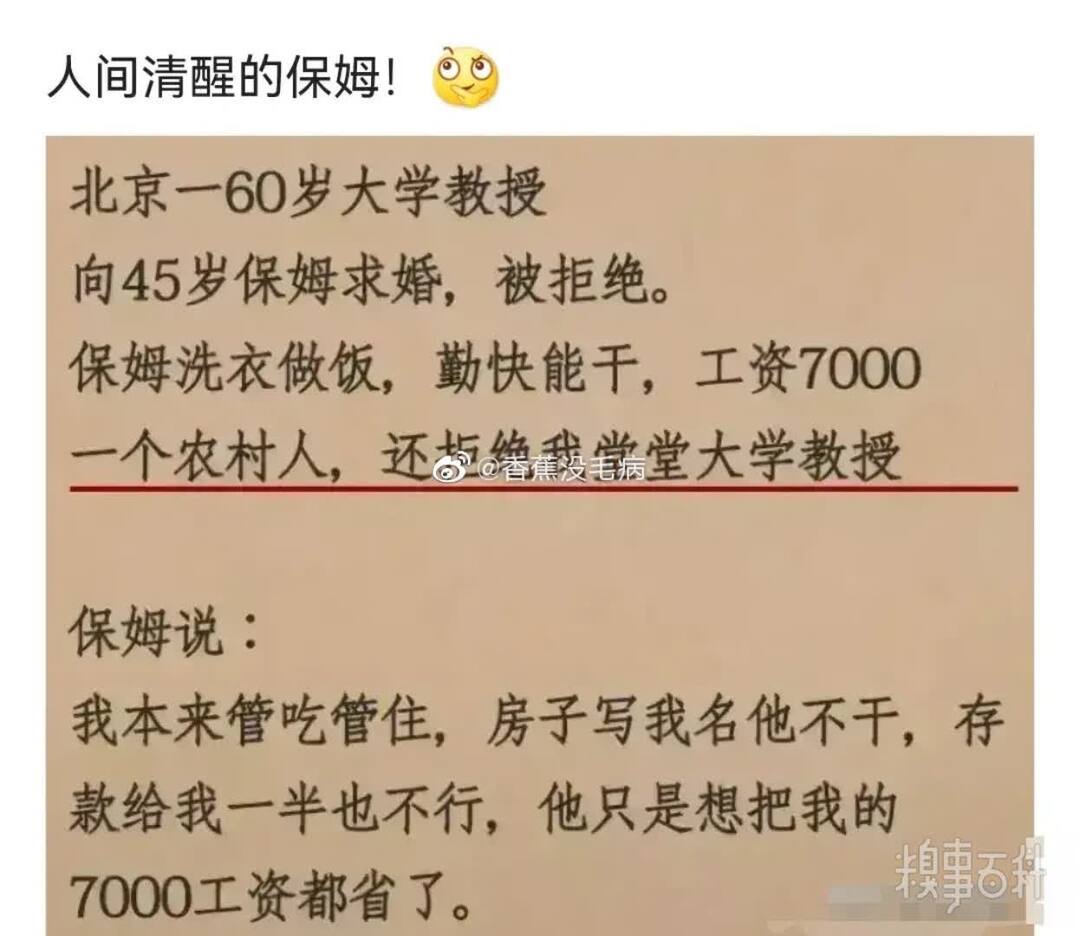 人间清醒的保姆!
北京一60岁大学教授
向45岁保姆求婚，被拒绝。
保姆洗衣做饭，勤快能干，工资7000
一个农村人，还拒绝我堂堂大学教授
@香蕉没毛病
保姆说：
我本来管吃管住，房子写我名他不干，存
款给我一半也不行，他只是想把我的
7000工资都省了。
糗事百科